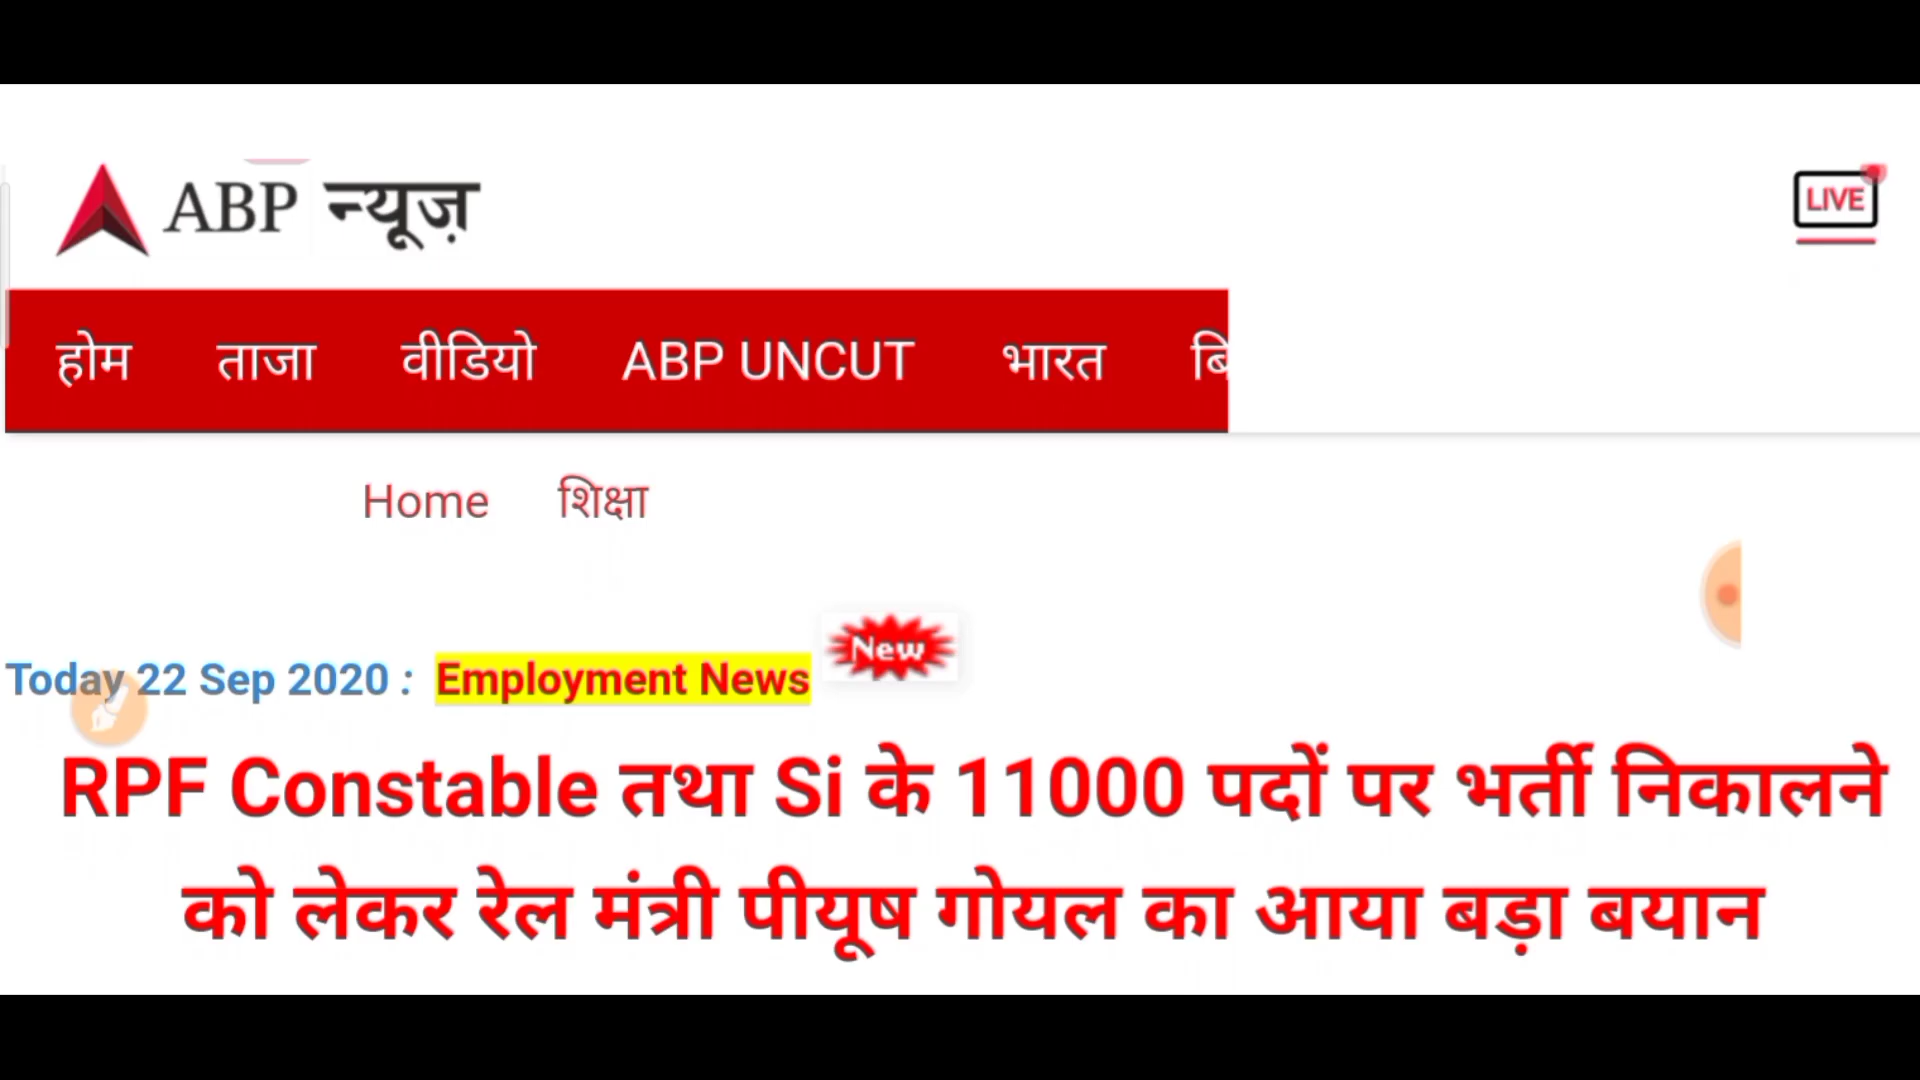 ABP न्यूज़
LIVE
होम ताजा वीडियो ABP UNCUT भारत बि
Home शिक्षा
New
Today 22 Sep 2020 : Employment News
RPF Constable तथा Si के 11000 पदों पर भर्ती निकालने
को लेकर रेल मंत्री पीयूष गोयल का आया बड़ा बयान